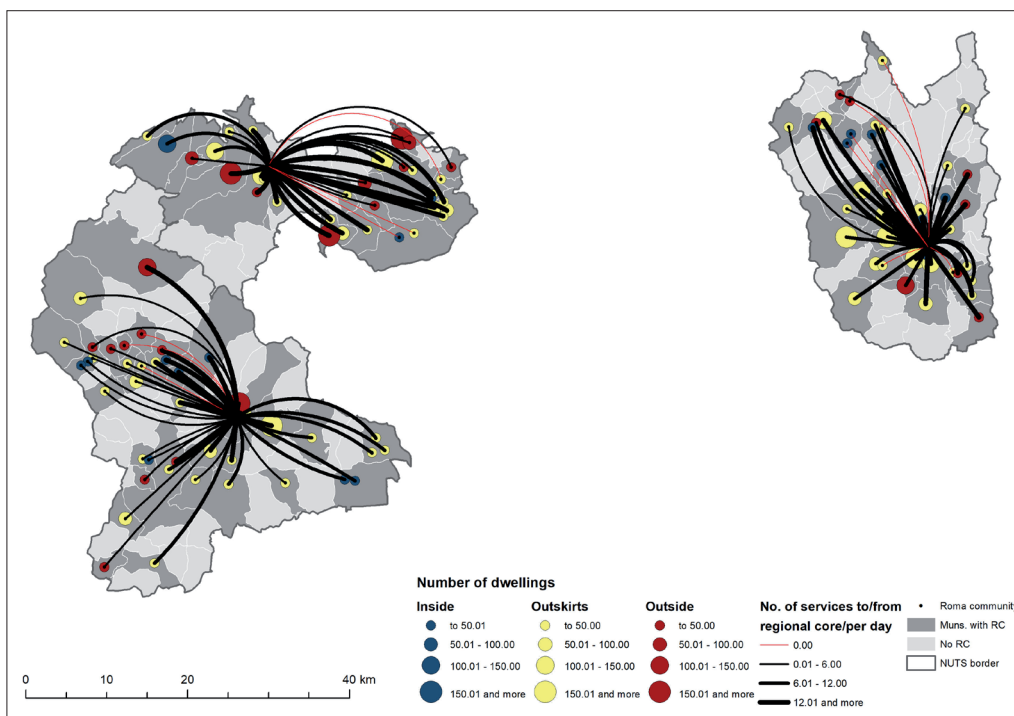 Number of dwellings
Inside
to 50.01
50.01 - 100.00
100.01 - 150.00
150.01 and more
Outskirts
to 50.00
50.01 - 100.00
100.01 - 150.00
150.01 and more
Outside
to 50.00
50.01 - 100.00
100.01 - 150.00
150.01 and more
No. of services to/from
regional core/per day
0.00
0.01 - 6.00
6.01 - 12.00
12.01 and more
Roma community
Muns. with RC
No RC
NUTS border
0 10 20 30 40 km